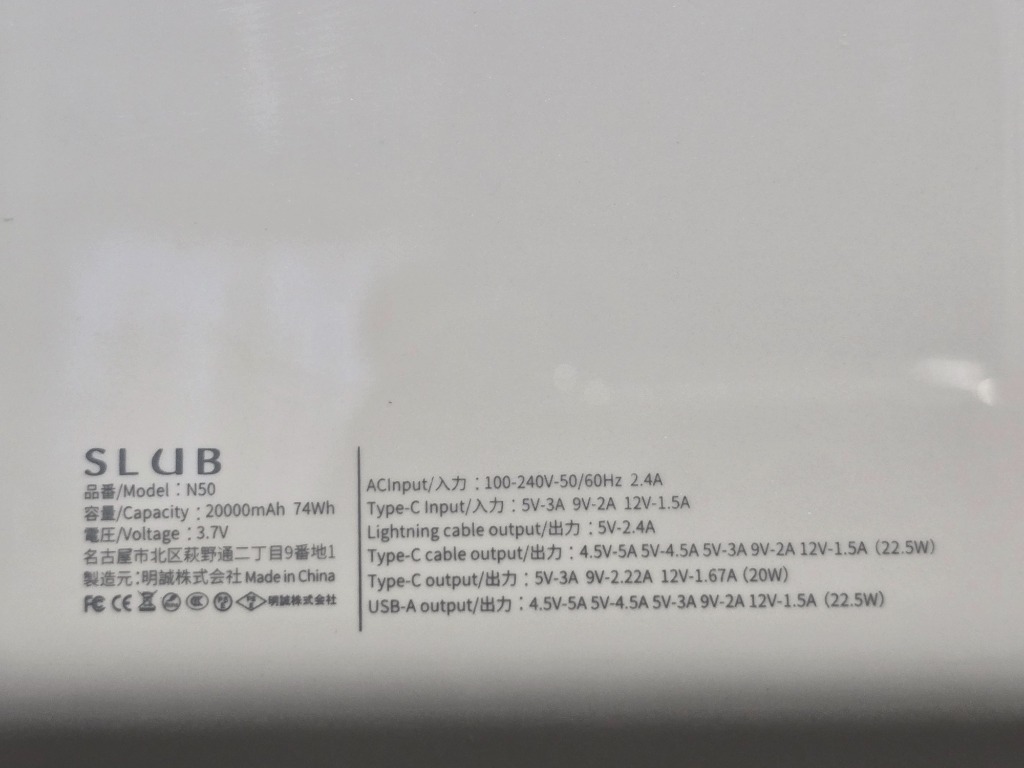 SLUB
品番/Model：N50
容量/Capacity：20000mAh 74Wh
電圧/Voltage：3.7V
名古屋市北区萩野通二丁目9番地1
製造元：明誠株式会社 Made in China
FC CE 明誠株式会社
ACInput/入力：100-240V-50/60Hz 2.4A
Type-C Input/入力：5V-3A 9V-2A 12V-1.5A
Lightning cable output/出力：5V-2.4A
Type-C cable output/出力：4.5V-5A 5V-4.5A 5V-3A 9V-2A 12V-1.5A（22.5W）
Type-C output/出力：5V-3A 9V-2.22A 12V-1.67A（20W）
USB-A output/出力：4.5V-5A 5V-4.5A 5V-3A 9V-2A 12V-1.5A（22.5W）